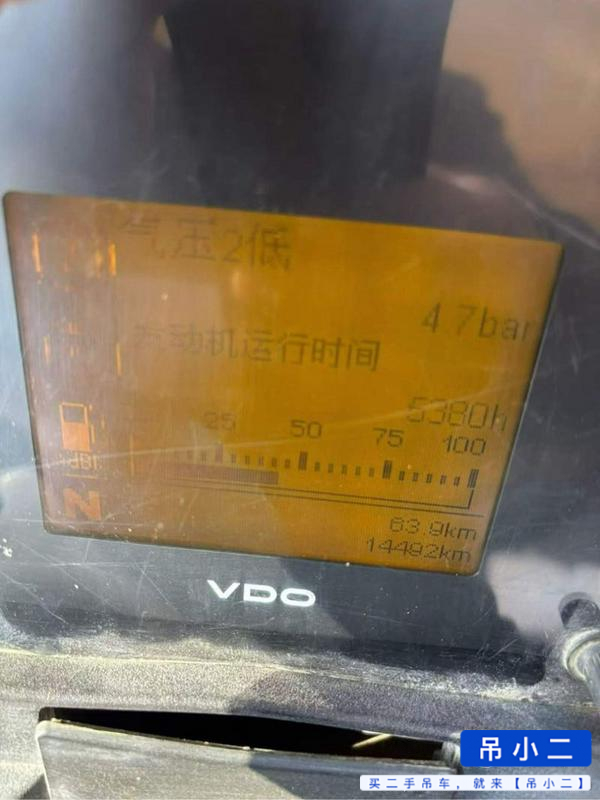 气压2低
4.7bar
发动机运行时间
5380h
25 50 75 100
N
63.9km
14492km
VDO
吊小二
买二手吊车，就来【吊小二】